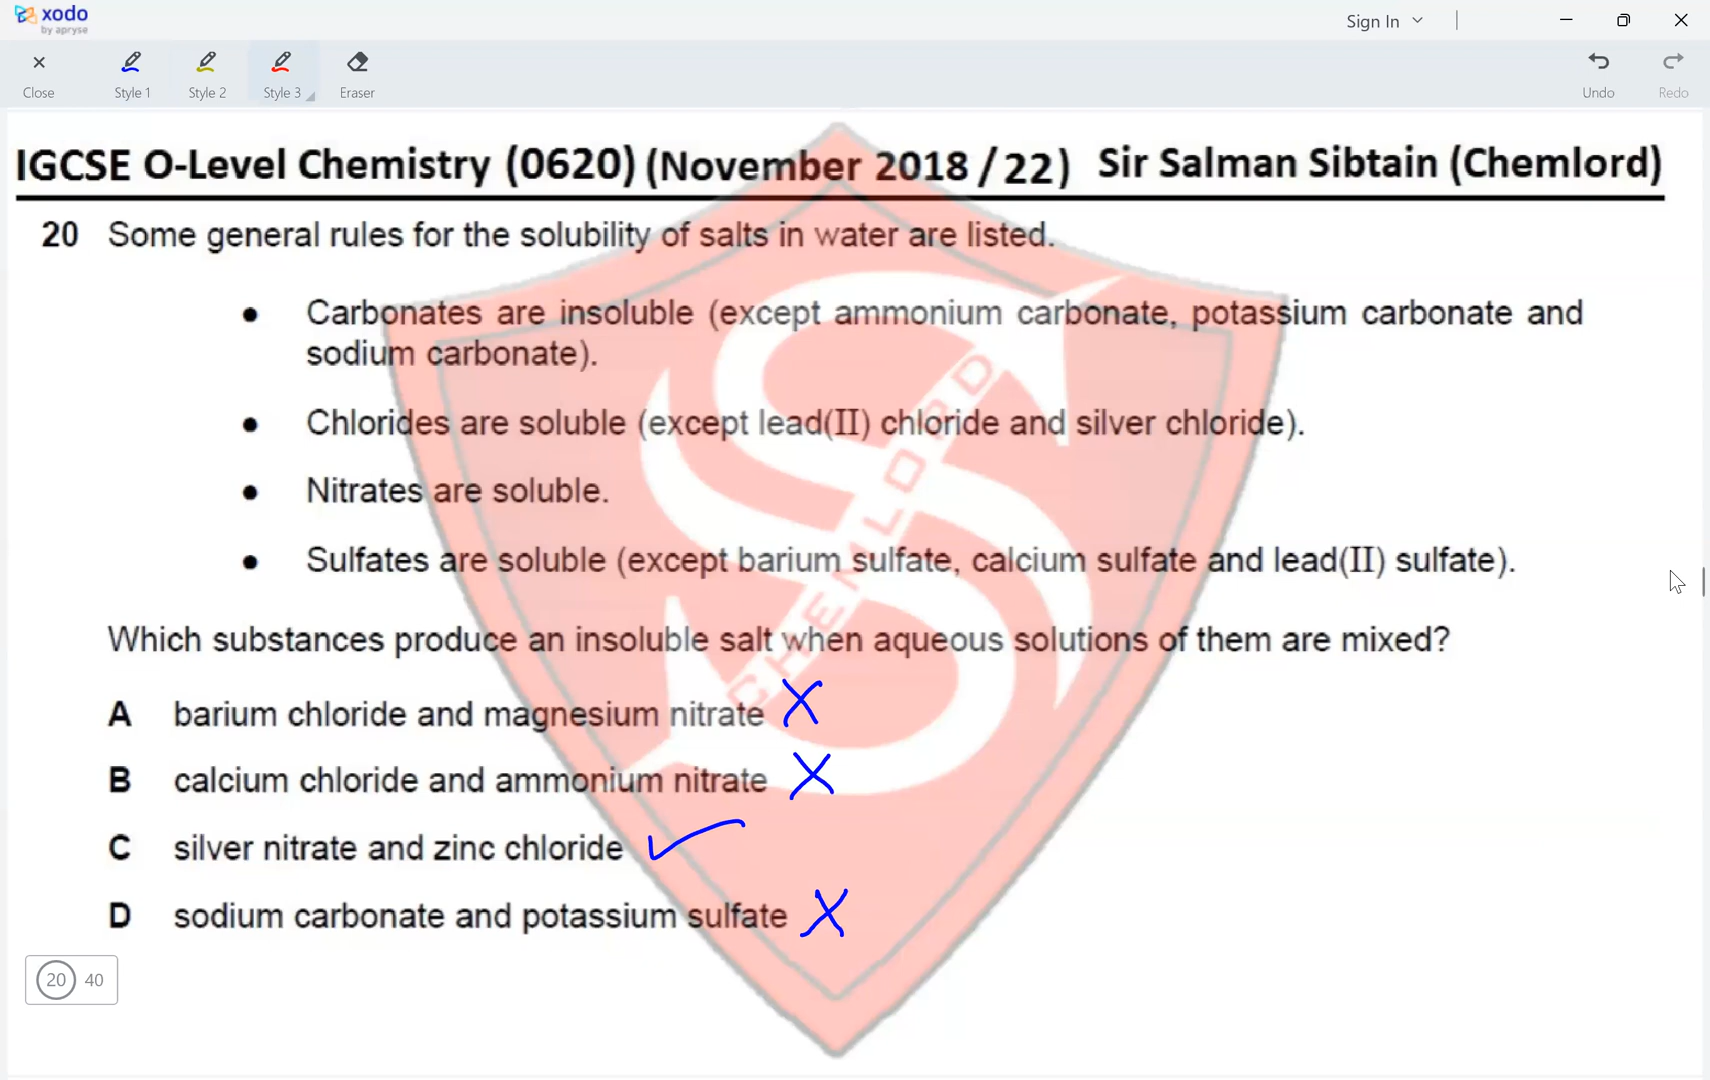 xodo
by apryse
Sign In
Close
Style 1
Style 2
Style 3
Eraser
Undo
Redo
IGCSE O-Level Chemistry (0620) (November 2018 / 22) Sir Salman Sibtain (Chemlord)
20 Some general rules for the solubility of salts in water are listed.
● Carbonates are insoluble (except ammonium carbonate, potassium carbonate and
sodium carbonate).
● Chlorides are soluble (except lead(II) chloride and silver chloride).
● Nitrates are soluble.
● Sulfates are soluble (except barium sulfate, calcium sulfate and lead(II) sulfate).
CHEMLORD
Which substances produce an insoluble salt when aqueous solutions of them are mixed?
A barium chloride and magnesium nitrate
B calcium chloride and ammonium nitrate
C silver nitrate and zinc chloride
D sodium carbonate and potassium sulfate
20 40